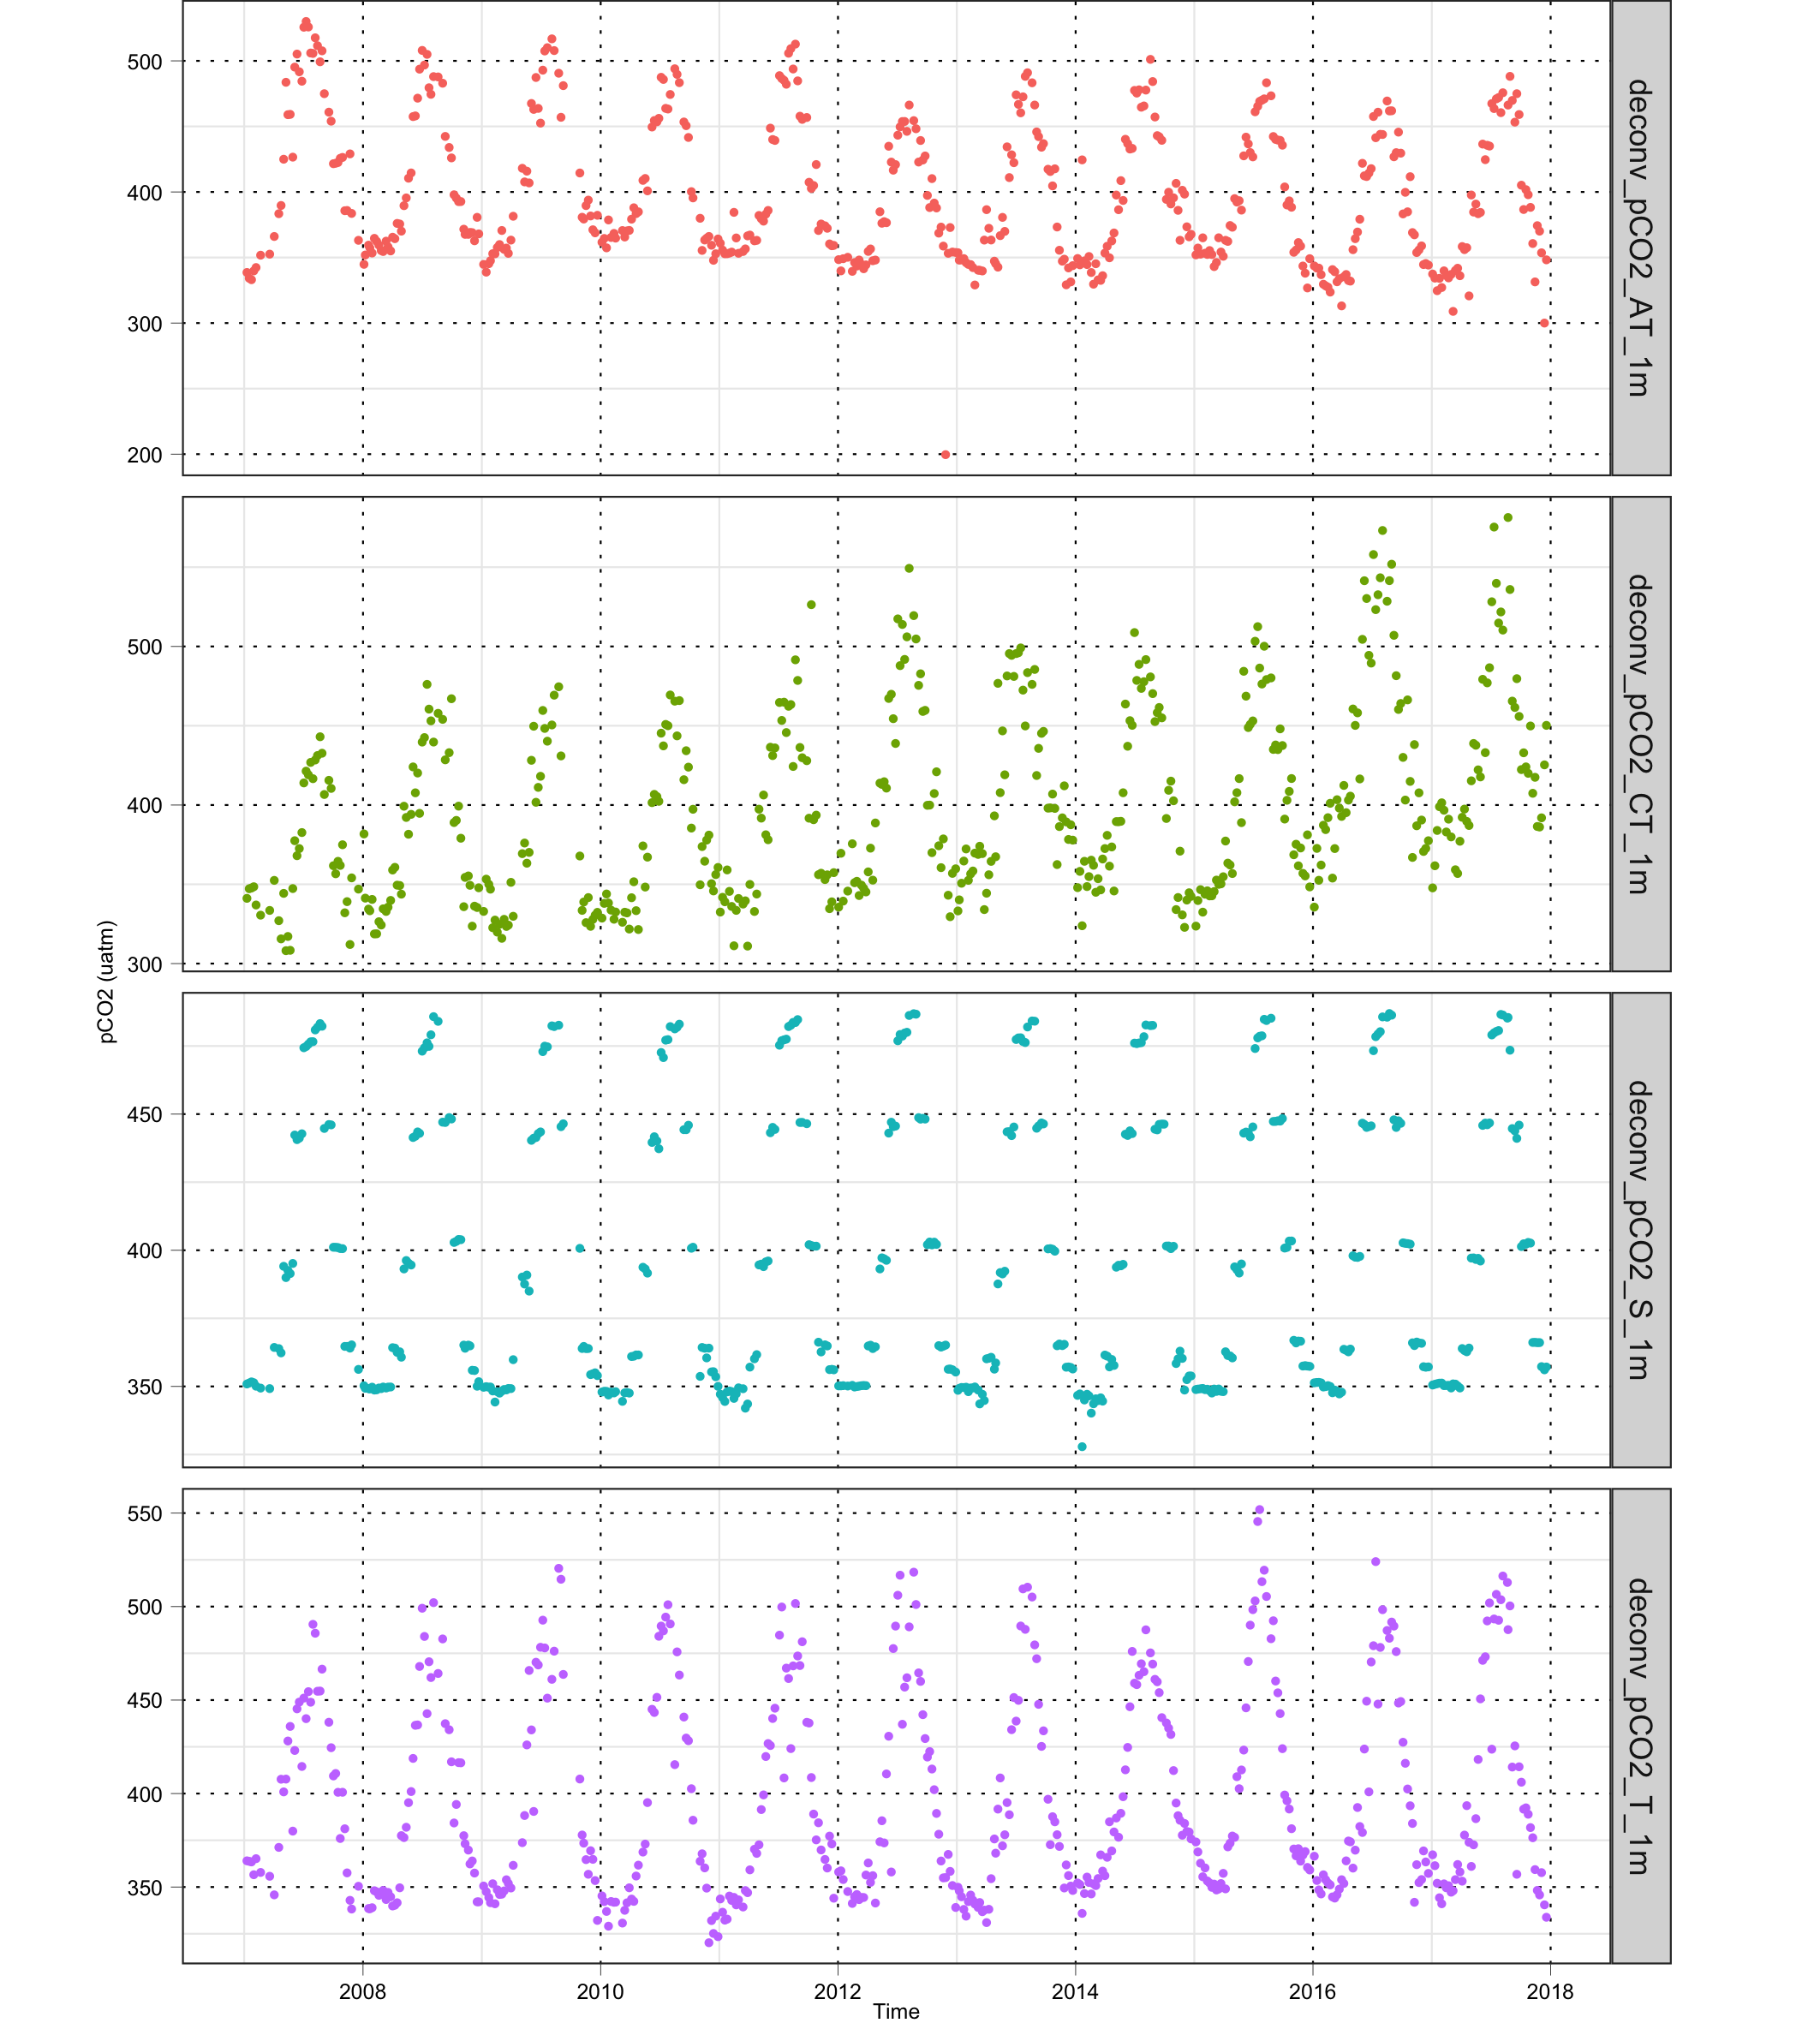 500
400
300
200
deconv_pCO2_AT_1m
500
400
300
deconv_pCO2_CT_1m
pCO2 (uatm)
450
400
350
deconv_pCO2_S_1m
550
500
450
400
350
deconv_pCO2_T_1m
2008 2010 2012 2014 2016 2018
Time